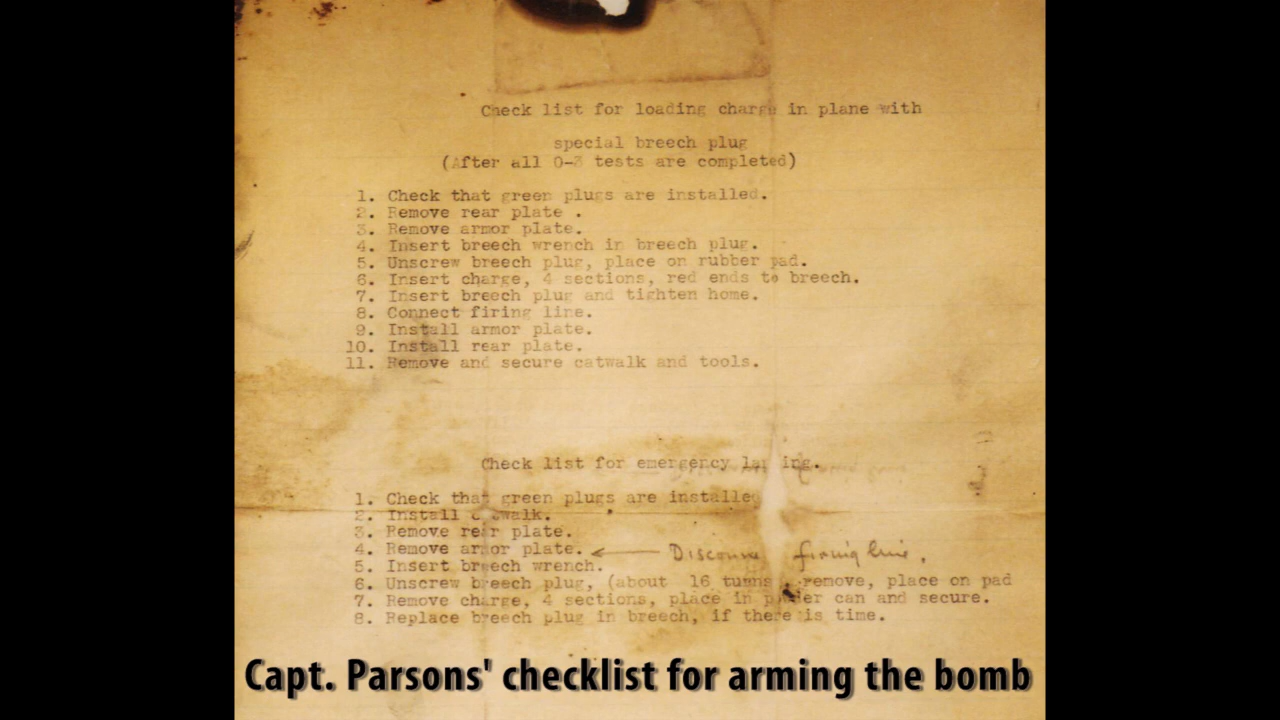 Check list for loading charge in plane with
special breech plug
(After all 0-3 tests are completed)
1. Check that green plugs are installed.
2. Remove rear plate .
3. Remove armor plate.
4. Insert breech wrench in breech plug.
5. Unscrew breech plug, place on rubber pad.
6. Insert charge, 4 sections, red ends to breech.
7. Insert breech plug and tighten home.
8. Connect firing line.
9. Install armor plate.
10. Install rear plate.
11. Remove and secure catwalk and tools.
Check list for emergency
1. Check that green plugs are installed
2. Install catwalk.
3. Remove rear plate.
4. Remove armor plate. ← firing line.
5. Insert breech wrench.
6. Unscrew breech plug, (about 16 turns remove, place on pad
7. Remove charge, 4 sections, place in powder can and secure.
8. Replace breech plug in breech, if there is time.
Capt. Parsons' checklist for arming the bomb